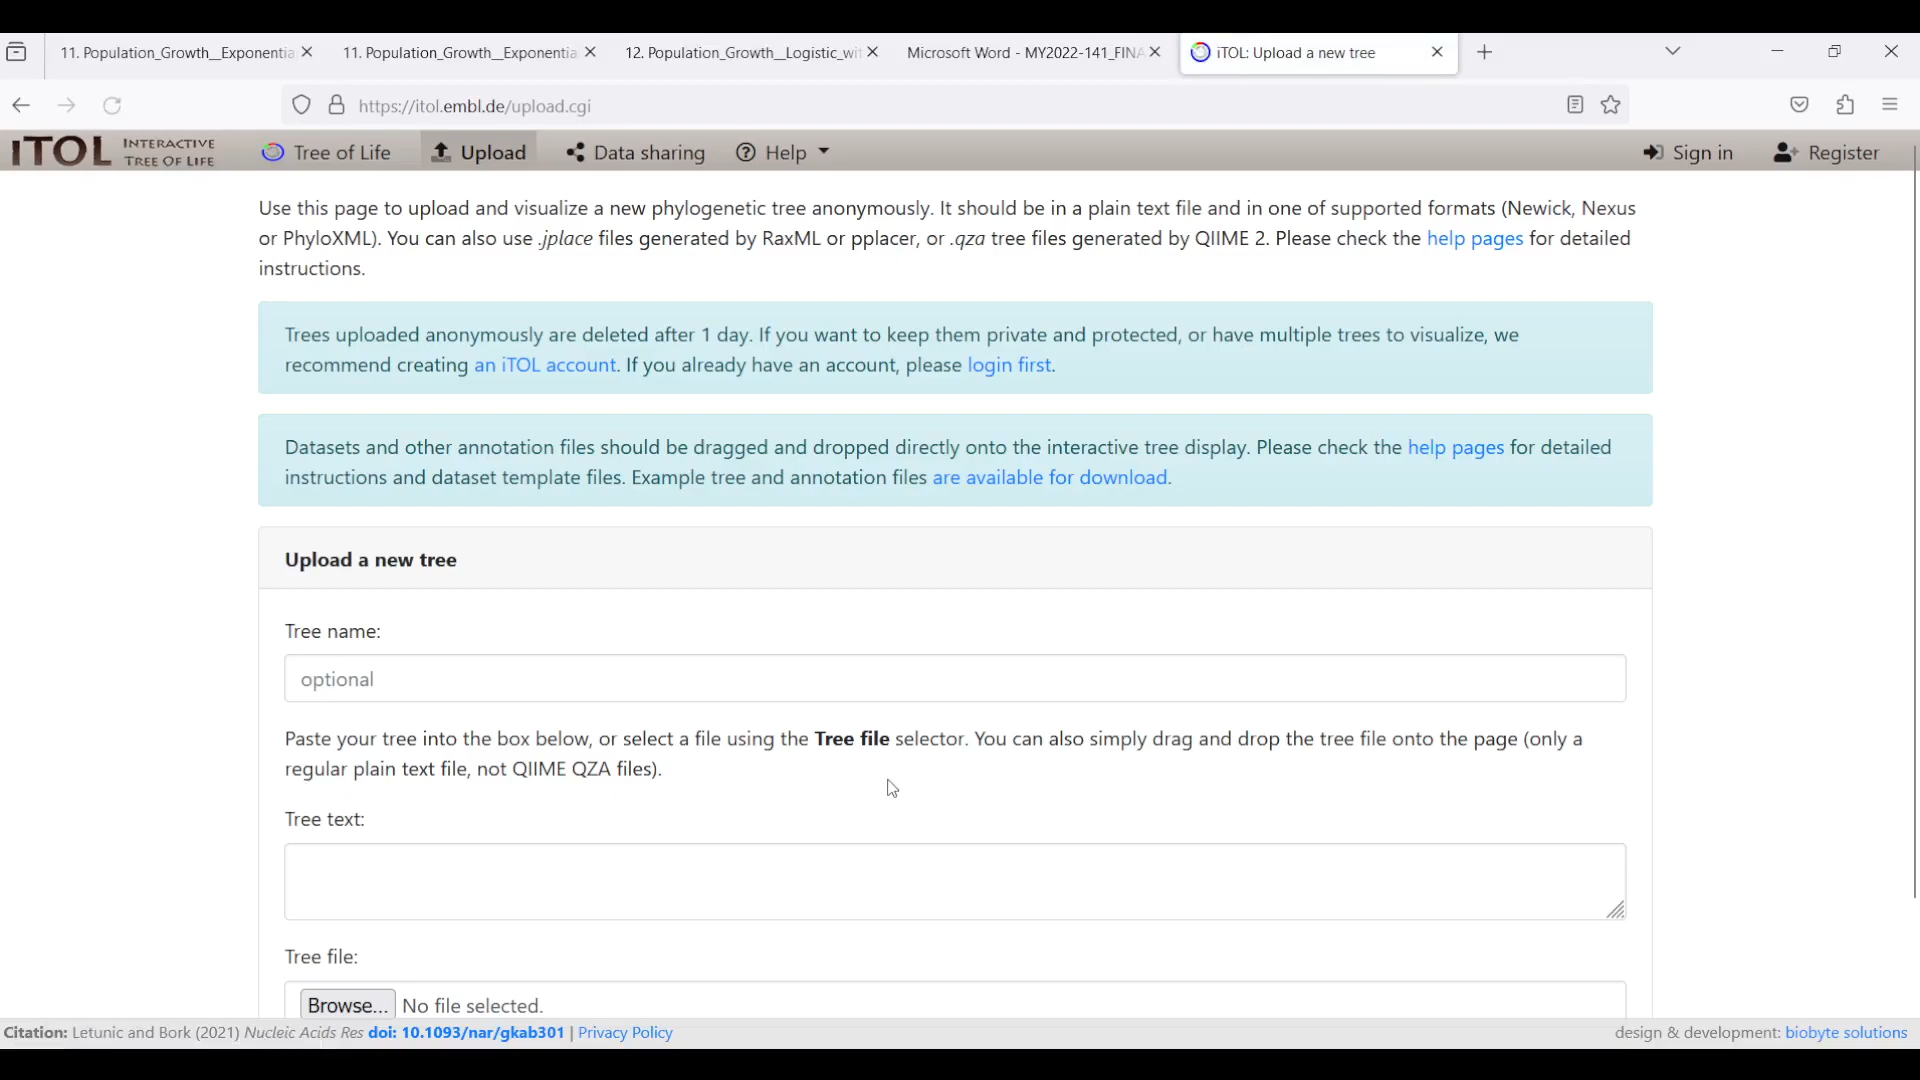 11. Population_Growth__Exponentia
11. Population_Growth__Exponentia
12. Population_Growth__Logistic_wit
Microsoft Word - MY2022-141_FINA
iTOL: Upload a new tree
https://itol.embl.de/upload.cgi
iTOL INTERACTIVE TREE OF LIFE
Tree of Life
Upload
Data sharing
Help
Sign in
Register
Use this page to upload and visualize a new phylogenetic tree anonymously. It should be in a plain text file and in one of supported formats (Newick, Nexus
or PhyloXML). You can also use .jplace files generated by RaxML or pplacer, or .qza tree files generated by QIIME 2. Please check the help pages for detailed
instructions.
Trees uploaded anonymously are deleted after 1 day. If you want to keep them private and protected, or have multiple trees to visualize, we
recommend creating an iTOL account. If you already have an account, please login first.
Datasets and other annotation files should be dragged and dropped directly onto the interactive tree display. Please check the help pages for detailed
instructions and dataset template files. Example tree and annotation files are available for download.
Upload a new tree
Tree name:
optional
Paste your tree into the box below, or select a file using the Tree file selector. You can also simply drag and drop the tree file onto the page (only a
regular plain text file, not QIIME QZA files).
Tree text:
Tree file:
Browse... No file selected.
Citation: Letunic and Bork (2021) Nucleic Acids Res doi: 10.1093/nar/gkab301 | Privacy Policy
design & development: biobyte solutions